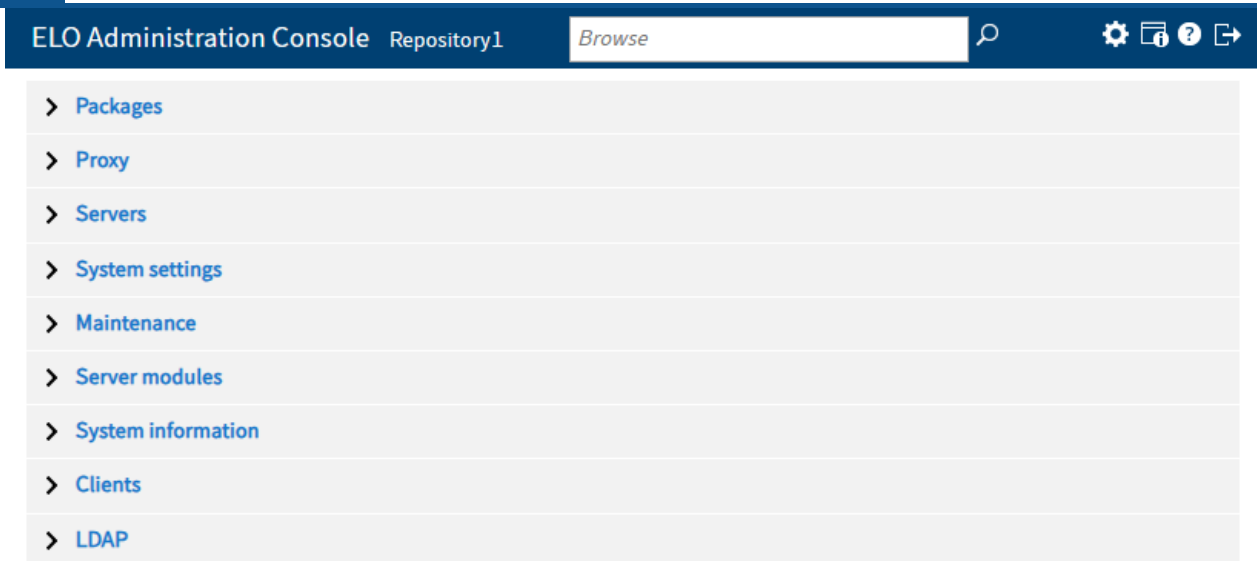 ELO Administration Console Repository1 Browse
Packages
Proxy
Servers
System settings
Maintenance
Server modules
System information
Clients
LDAP